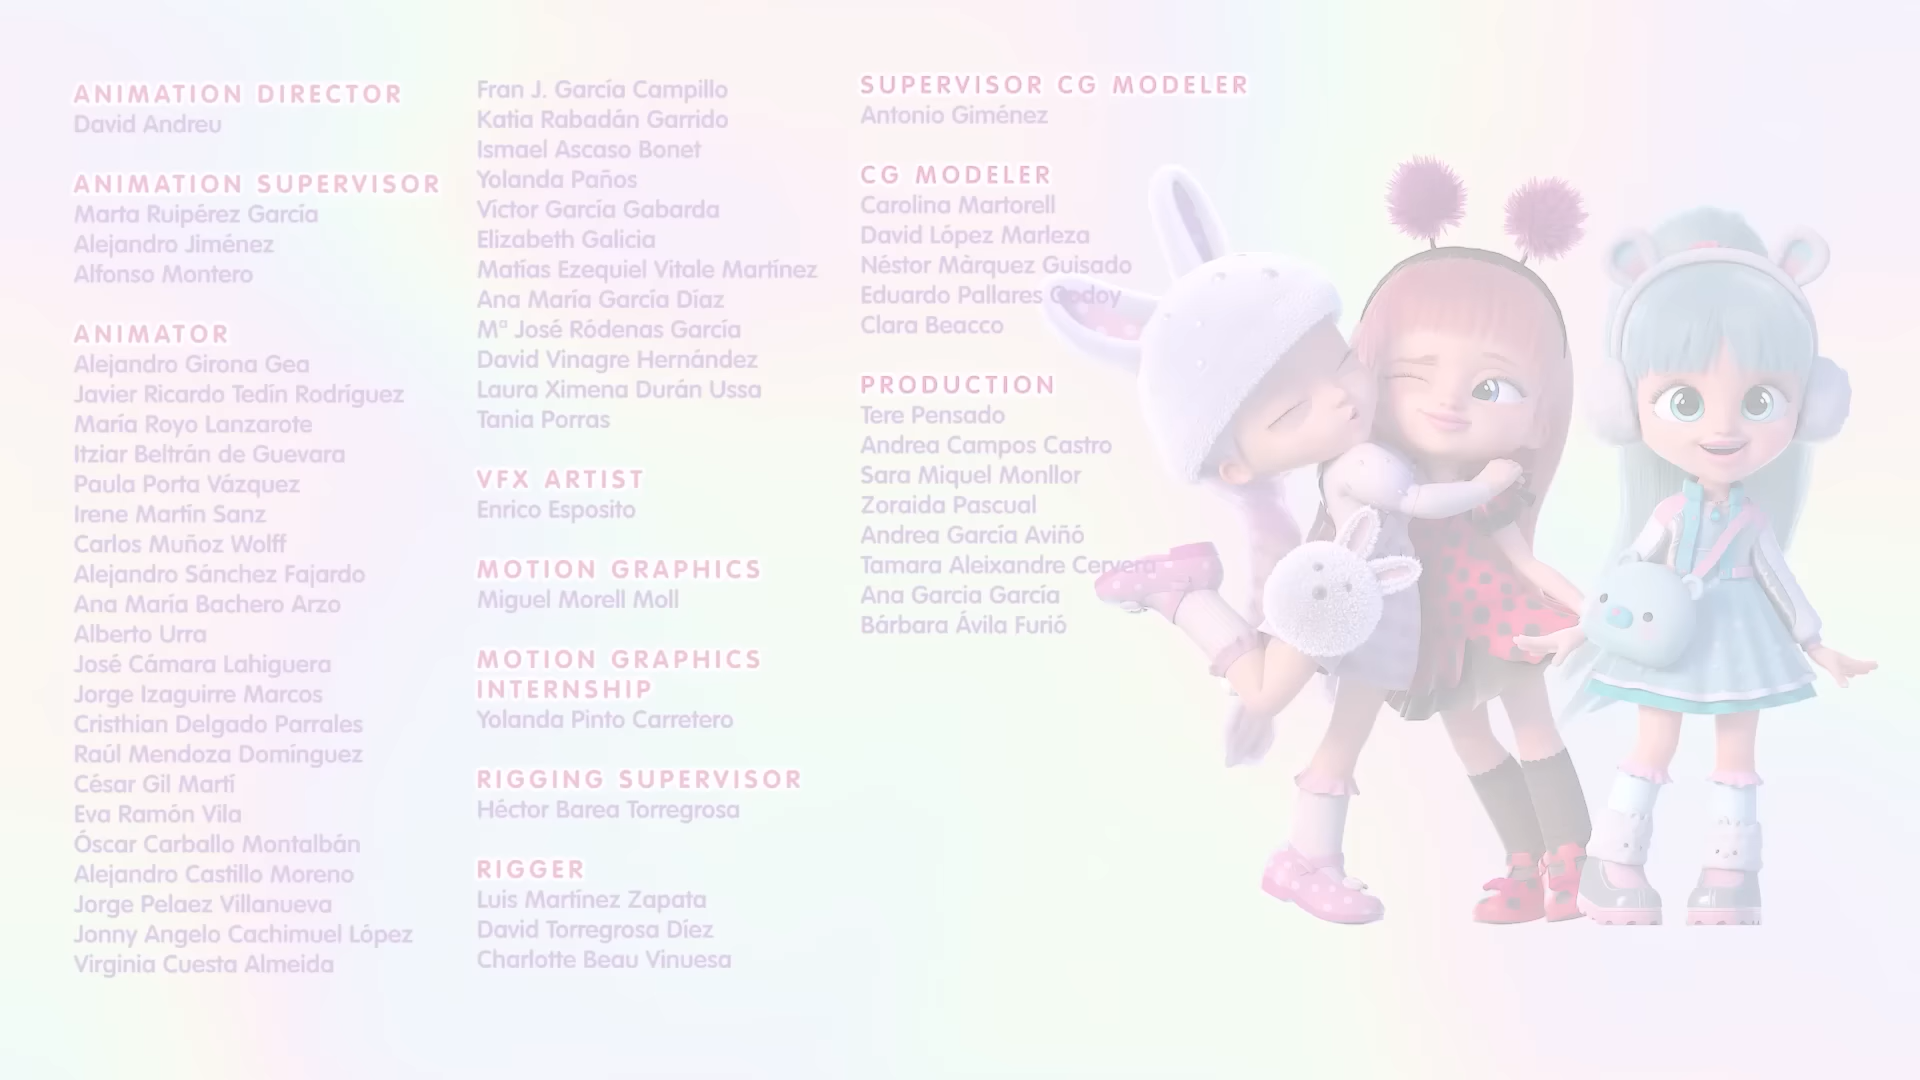 ANIMATION DIRECTOR
David Andreu
ANIMATION SUPERVISOR
Marta Ruipérez García
Alejandro Jiménez
Alfonso Montero
ANIMATOR
Alejandro Girona Gea
Javier Ricardo Tedín Rodríguez
María Royo Lanzarote
Itziar Beltrán de Guevara
Paula Porta Vázquez
Irene Martín Sanz
Carlos Muñoz Wolff
Alejandro Sánchez Fajardo
Ana María Bachero Arzo
Alberto Urra
José Cámara Lahiguera
Jorge Izaguirre Marcos
Cristhian Delgado Parrales
Raúl Mendoza Domínguez
César Gil Martí
Eva Ramón Vila
Óscar Carballo Montalbán
Alejandro Castillo Moreno
Jorge Pelaez Villanueva
Jonny Angelo Cachimuel López
Virginia Cuesta Almeida
Fran J. García Campillo
Katia Rabadán Garrido
Ismael Ascaso Bonet
Yolanda Paños
Víctor García Gabarda
Elizabeth Galicia
Matías Ezequiel Vitale Martínez
Ana María García Díaz
Mª José Ródenas García
David Vinagre Hernández
Laura Ximena Durán Ussa
Tania Porras
VFX ARTIST
Enrico Esposito
MOTION GRAPHICS
Miguel Morell Moll
MOTION GRAPHICS
INTERNSHIP
Yolanda Pinto Carretero
RIGGING SUPERVISOR
Héctor Barea Torregrosa
RIGGER
Luis Martínez Zapata
David Torregrosa Díez
Charlotte Beau Vinuesa
SUPERVISOR CG MODELER
Antonio Giménez
CG MODELER
Carolina Martorell
David López Marleza
Néstor Màrquez Guisado
Eduardo Pallares Godoy
Clara Beacco
PRODUCTION
Tere Pensado
Andrea Campos Castro
Sara Miquel Monllor
Zoraida Pascual
Andrea García Aviñó
Tamara Aleixandre Cervera
Ana García García
Bárbara Ávila Furió